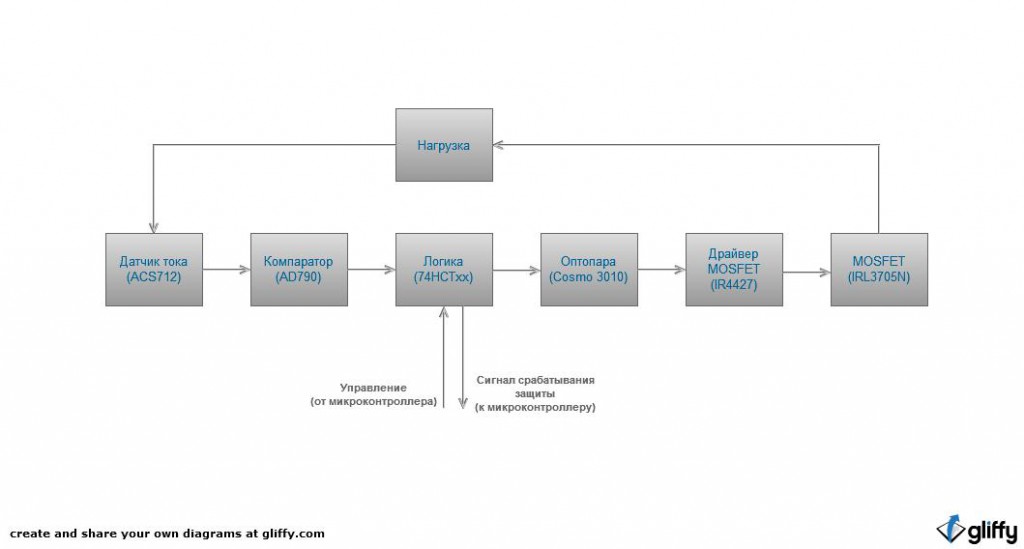 Нагрузка
Датчик тока
(ACS712)
Компаратор
(AD790)
Логика
(74HCTxx)
Оптопара
(Cosmo 3010)
Драйвер
MOSFET
(IR4427)
MOSFET
(IRL3705N)
Управление
(от микроконтроллера)
Сигнал срабатывания
защиты
(к микроконтроллеру)
create and share your own diagrams at gliffy.com
gliffy